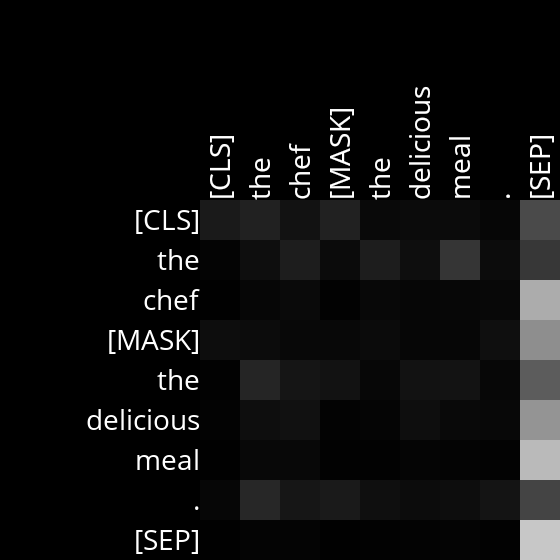 [CLS] the chef [MASK] the delicious meal . [SEP]
[CLS]
the
chef
[MASK]
the
delicious
meal
.
[SEP]